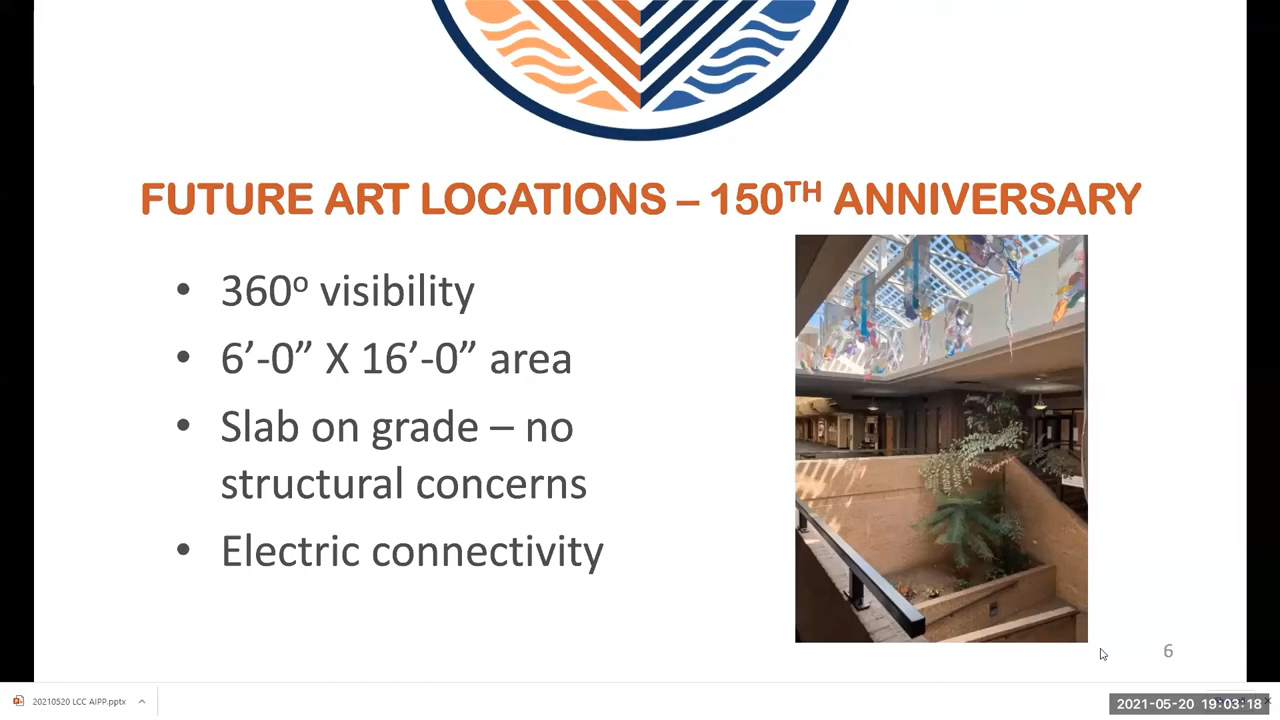 FUTURE ART LOCATIONS – 150TH ANNIVERSARY
• 360º visibility
• 6’-0” X 16’-0” area
• Slab on grade – no
structural concerns
• Electric connectivity
6
20210520 LCC AIPP.pptx
2021-05-20 19:03:18